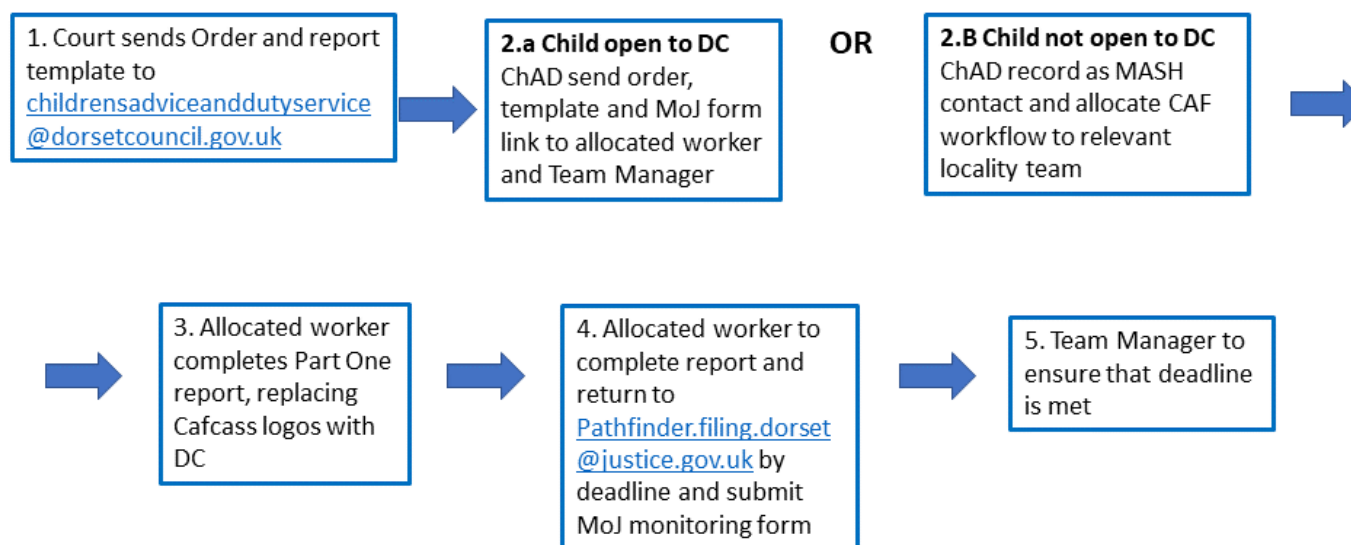 1. Court sends Order and report
template to
childrensadviceanddutyservice
@dorsetcouncil.gov.uk
2.a Child open to DC
ChAD send order,
template and MoJ form
link to allocated worker
and Team Manager
OR
2.B Child not open to DC
ChAD record as MASH
contact and allocate CAF
workflow to relevant
locality team
3. Allocated worker
completes Part One
report, replacing
Cafcass logos with
DC
4. Allocated worker to
complete report and
return to
Pathfinder.filing.dorset
@justice.gov.uk by
deadline and submit
MoJ monitoring form
5. Team Manager to
ensure that deadline
is met